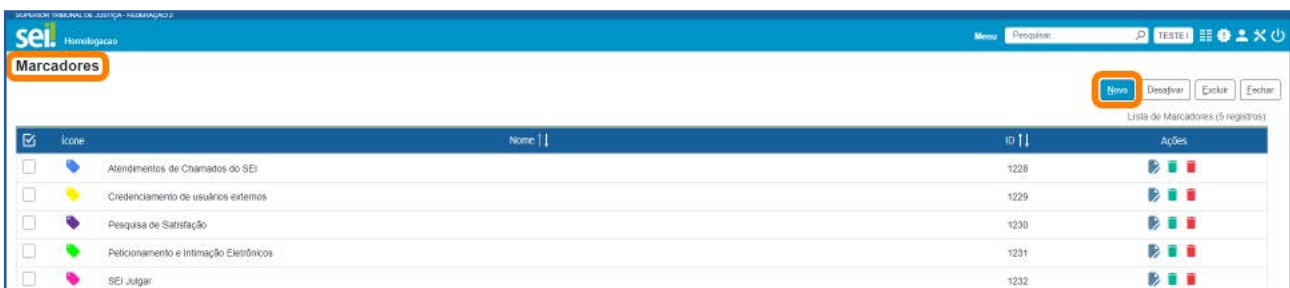 SUPERIOR TRIBUNAL DE JUSTIÇA - FEDERAÇÃO 2
sei. Homologacao Menu Pesquisar... TESTE I
Marcadores
Novo Desativar Excluir Fechar
Lista de Marcadores (5 registros):
Ícone Nome ID Ações
Atendimentos de Chamados do SEI 1228
Credenciamento de usuários externos 1229
Pesquisa de Satisfação 1230
Peticionamento e Intimação Eletrônicos 1231
SEI Julgar 1232